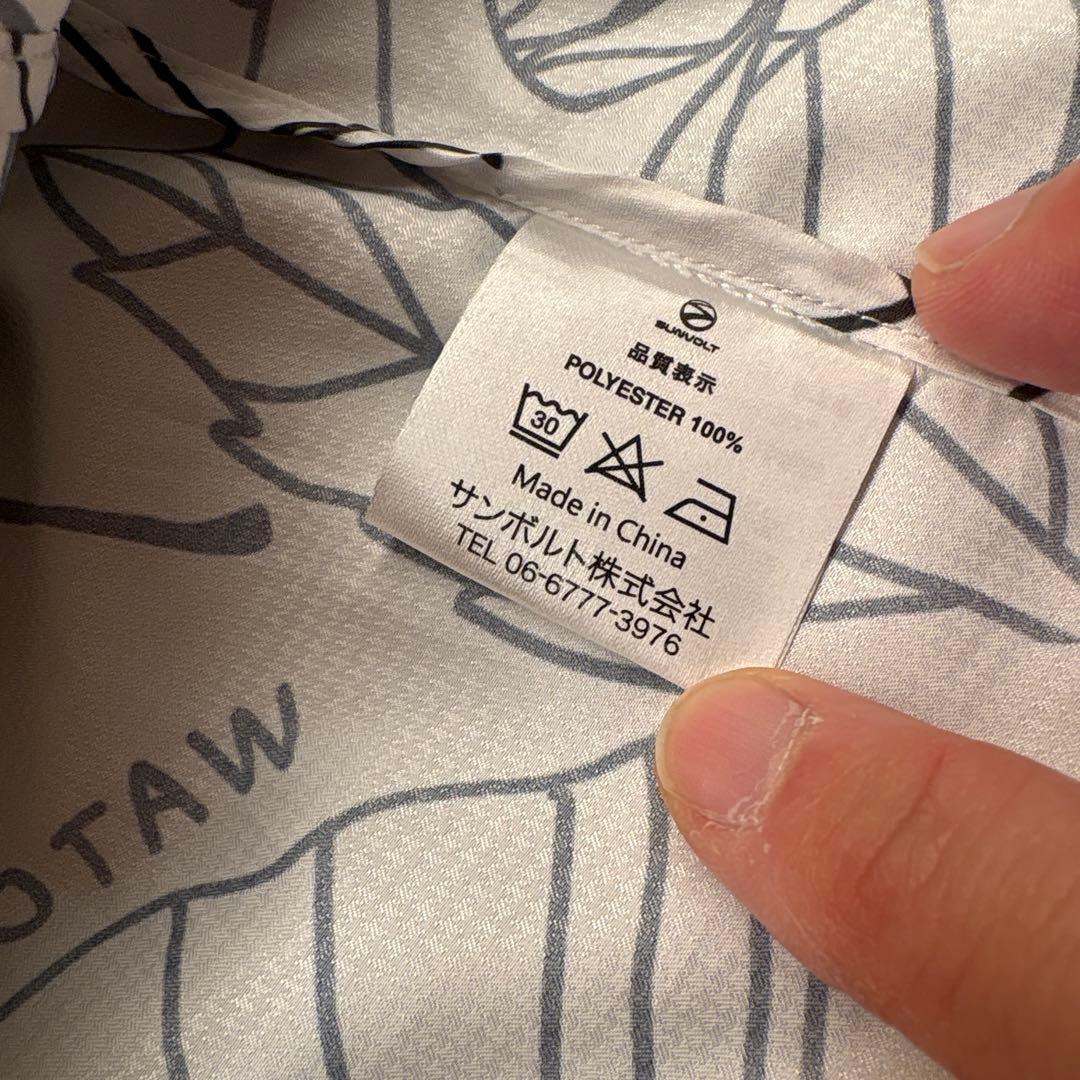 SUNVOLT
品質表示
POLYESTER 100%
30
Made in China
サンボルト株式会社
TEL 06-6777-3976
OTAW